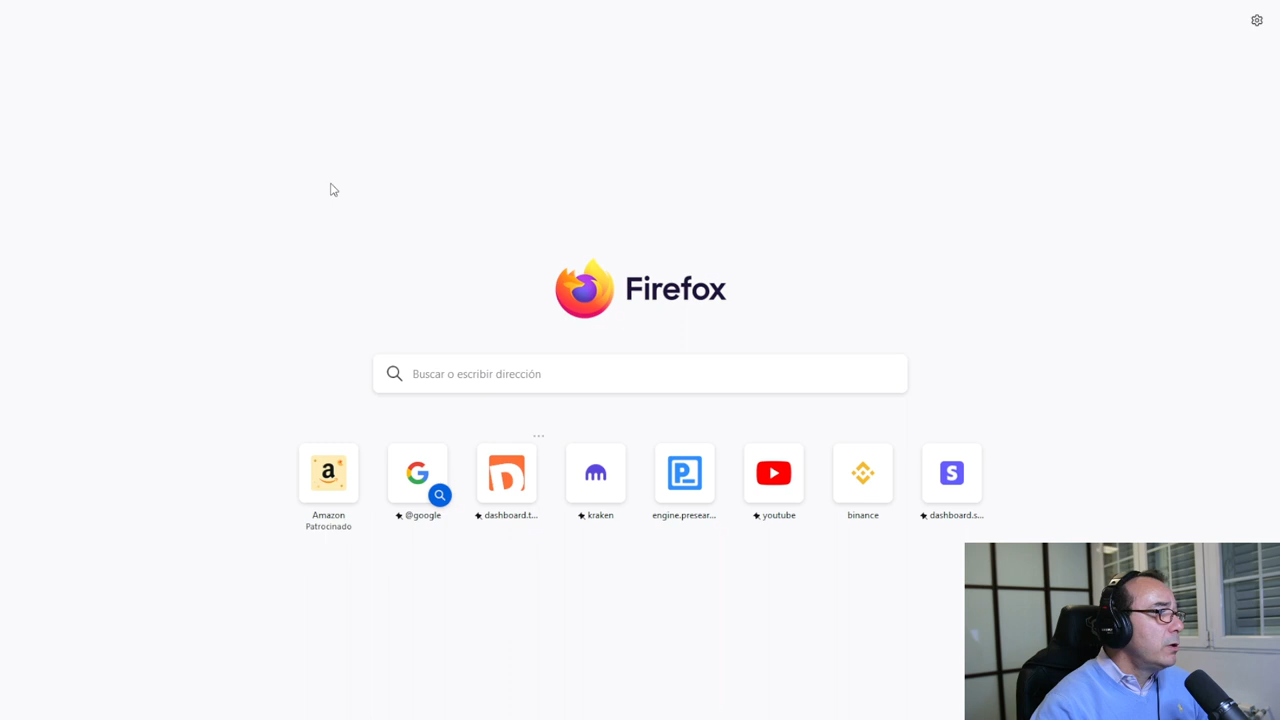 Firefox
Buscar o escribir dirección
Amazon
Patrocinado
@google
dashboard.t...
kraken
engine.presear...
youtube
binance
dashboard.s...